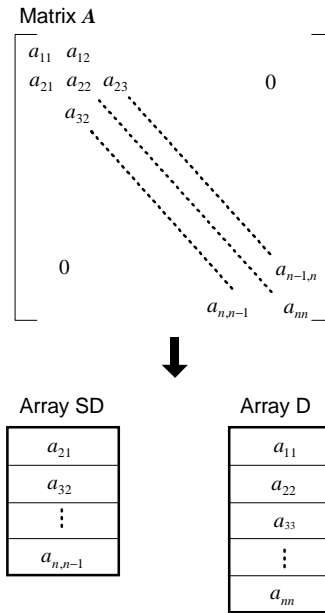 Matrix A
a11 a12
a21 a22 a23 0
a32
0 an−1,n
an,n−1 ann
Array SD Array D
a21 a11
a32 a22
⋮ a33
an,n−1 ⋮
ann